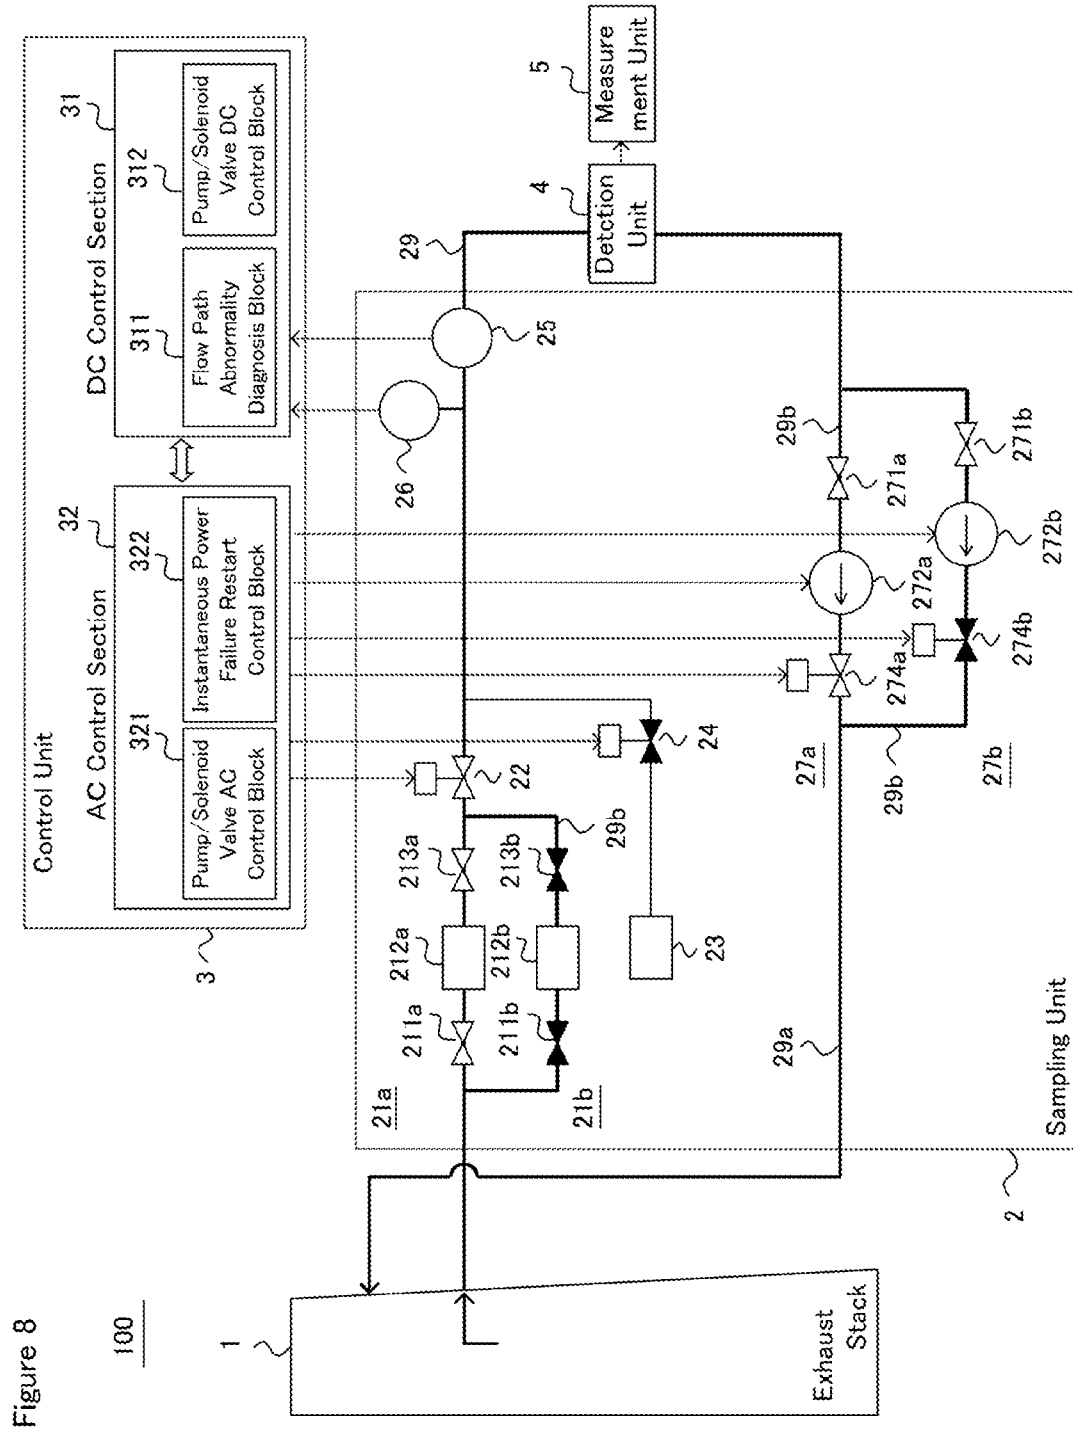 Figure 8
100
Control Unit
3
AC Control Section
32
321
322
Pump/Solenoid
Valve AC
Control Block
Instantaneous Power
Failure Restart
Control Block
DC Control Section
31
311
312
Flow Path
Abnormality
Diagnosis Block
Pump/Solenoid
Valve DC
Control Block
1
Exhaust
Stack
21a
211a
212a
213a
22
26
25
29
21b
211b
212b
213b
29b
23
24
4
Detction
Unit
5
Measure
ment Unit
29a
27a
274a
272a
271a
29b
29b
27b
274b
272b
271b
2
Sampling Unit